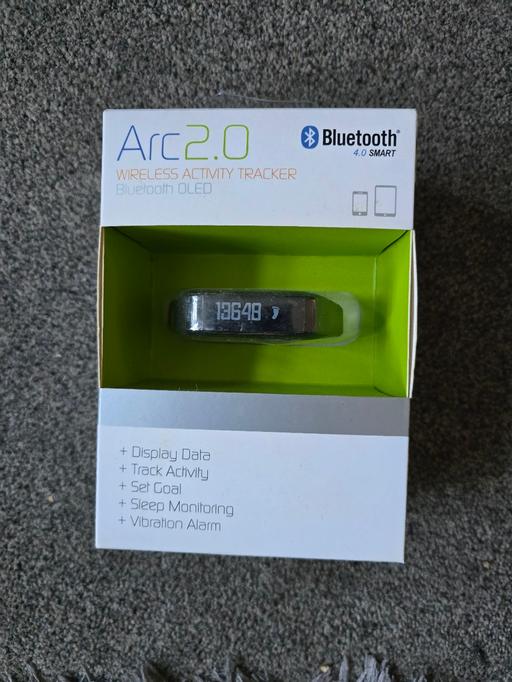 Arc2.0
WIRELESS ACTIVITY TRACKER
Bluetooth OLED
Bluetooth®
4.0 SMART
13648
+ Display Data
+ Track Activity
+ Set Goal
+ Sleep Monitoring
+ Vibration Alarm